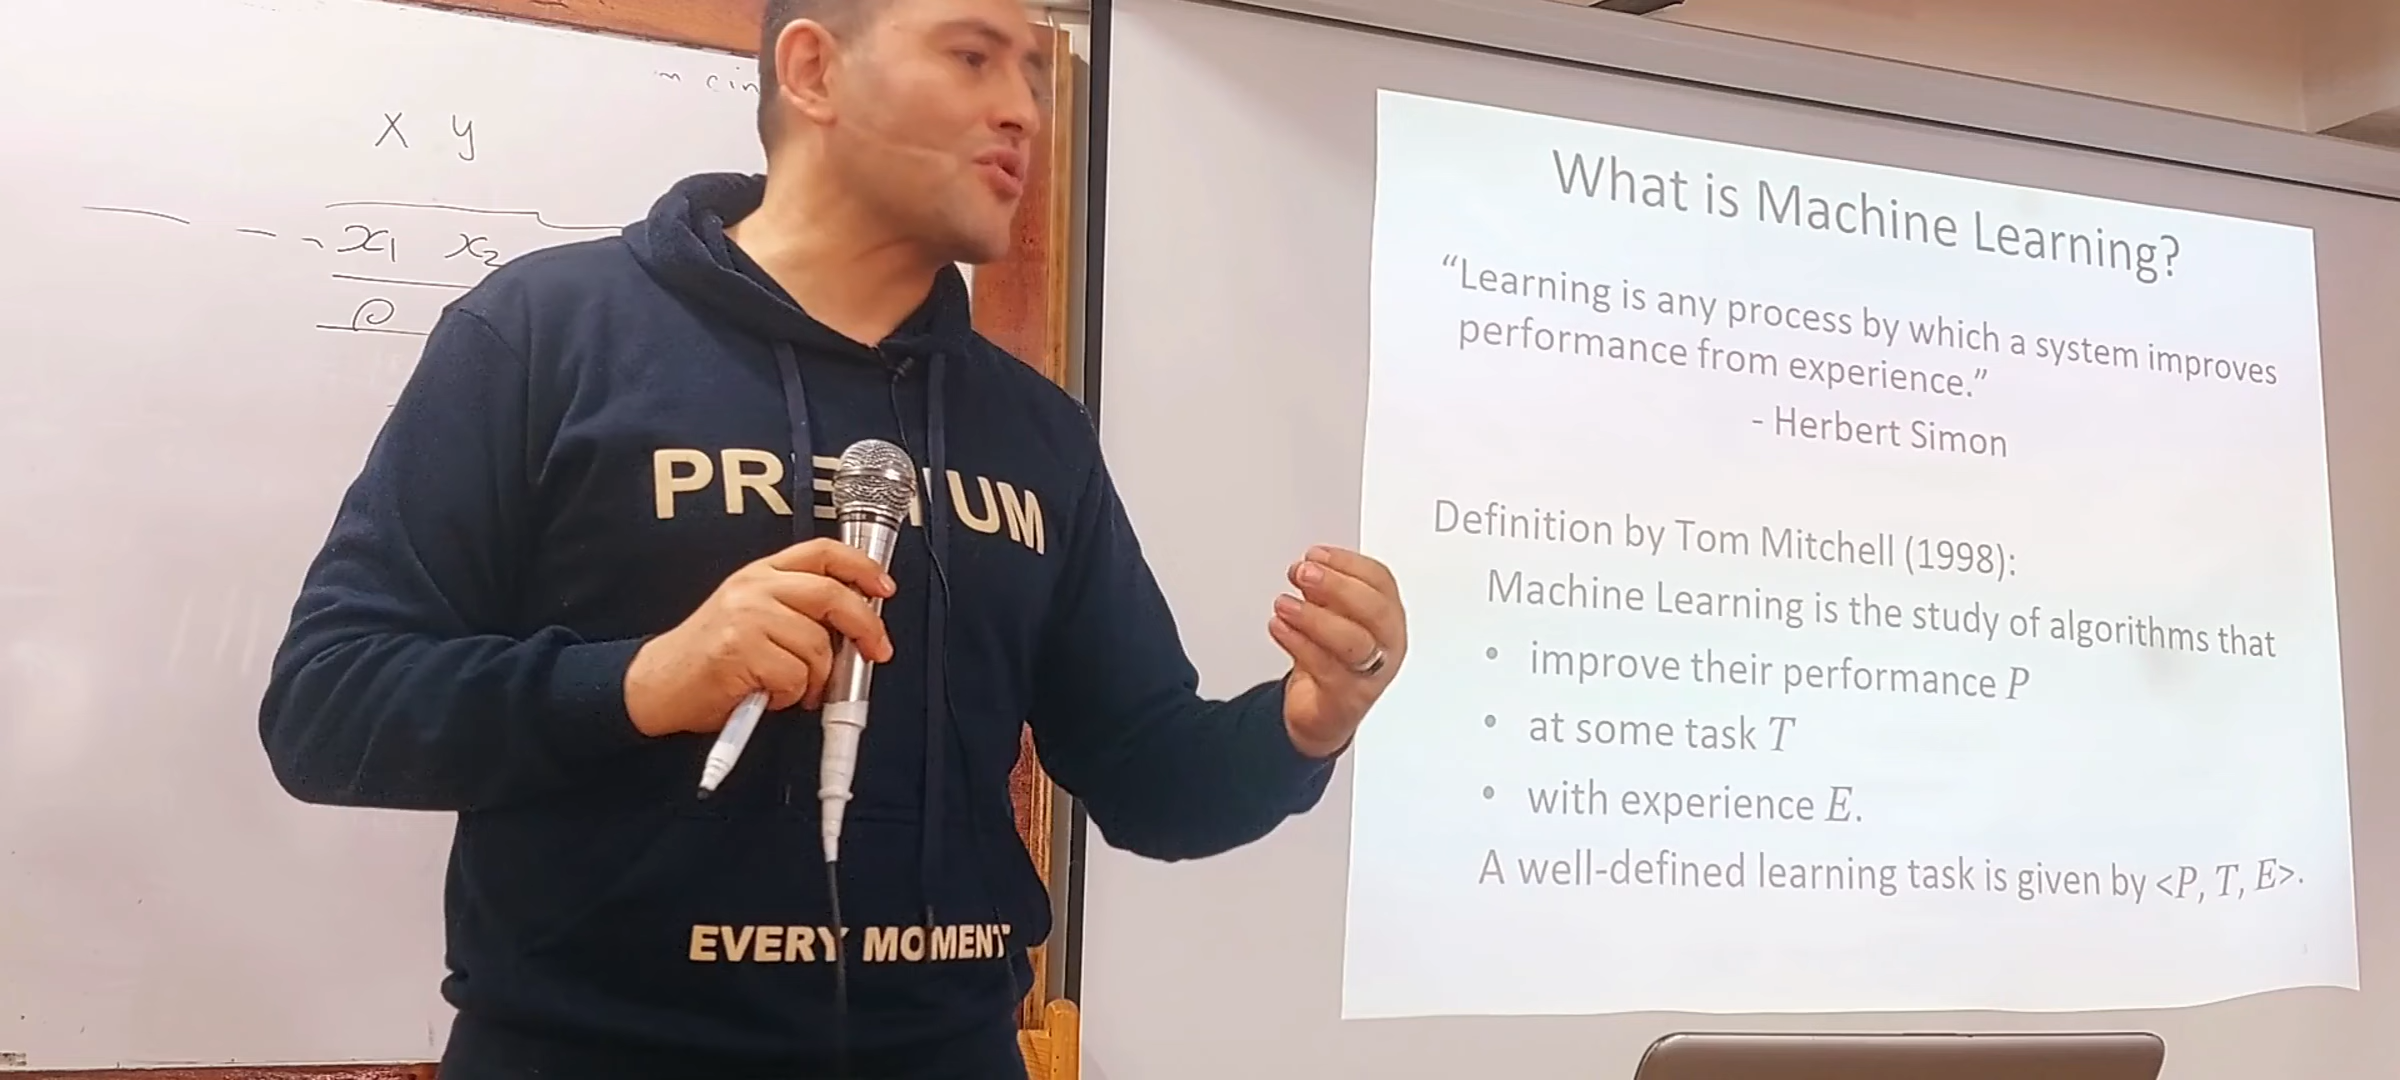 X y
x1 x2
0
PREMIUM
EVERY MOMENT
What is Machine Learning?
“Learning is any process by which a system improves
performance from experience.”
- Herbert Simon
Definition by Tom Mitchell (1998):
Machine Learning is the study of algorithms that
• improve their performance P
• at some task T
• with experience E.
A well-defined learning task is given by <P, T, E>.